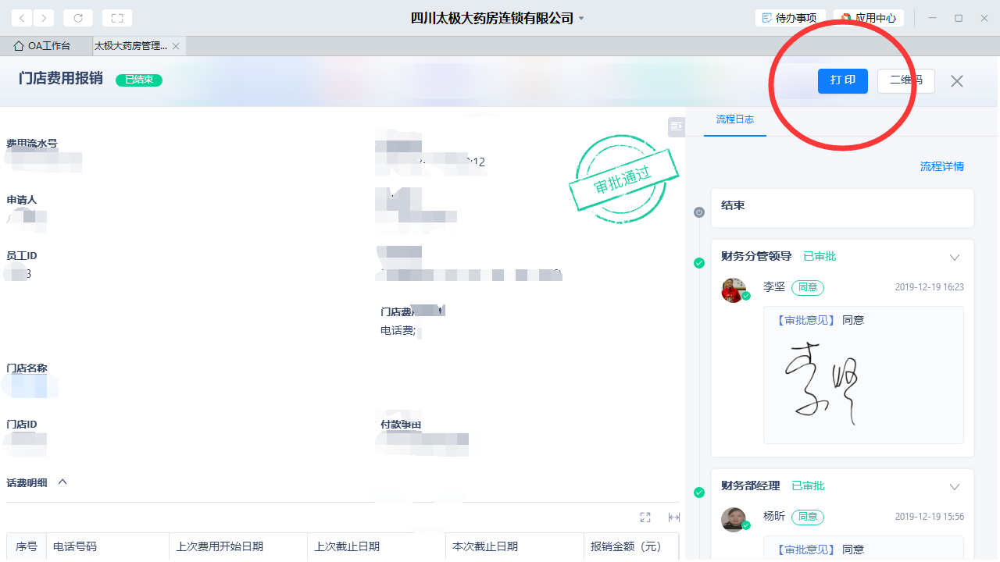 四川太极大药房连锁有限公司
待办事项
应用中心
OA工作台
太极大药房管理...
门店费用报销
已结束
打 印
二维码
流程日志
费用流水号
:12
审批通过
流程详情
申请人
结束
员工ID
3
财务分管领导 已审批
李坚 同意 2019-12-19 16:23
【审批意见】 同意
李坚
门店费
电话费;
门店名称
门店ID
付款事由
话费明细
财务部经理 已审批
杨昕 同意 2019-12-19 15:56
【审批意见】 同意
序号 电话号码 上次费用开始日期 上次截止日期 本次截止日期 报销金额（元）